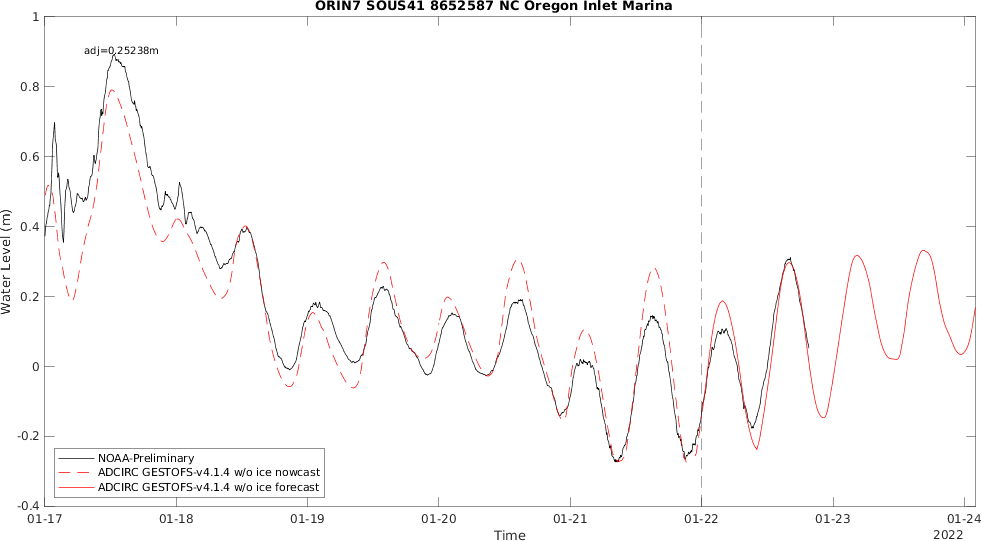 ORIN7 SOUS41 8652587 NC Oregon Inlet Marina
adj=0.25238m
1
0.8
0.6
0.4
0.2
0
-0.2
-0.4
Water Level (m)
NOAA-Preliminary
ADCIRC GESTOFS-v4.1.4 w/o ice nowcast
ADCIRC GESTOFS-v4.1.4 w/o ice forecast
01-17 01-18 01-19 01-20 01-21 01-22 01-23 01-24
Time
2022